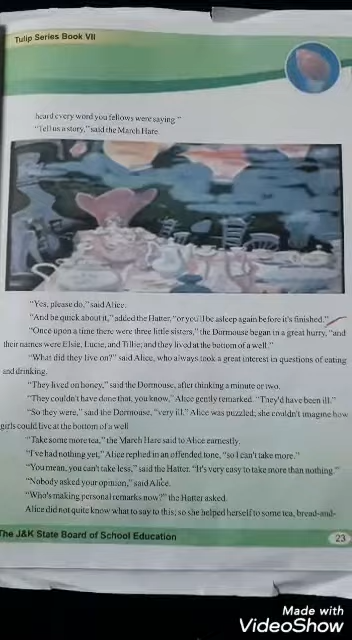 Tulip Series Book VII
heard every word you fellows were saying."
"Tell us a story," said the March Hare.
"Yes, please do," said Alice.
"And be quick about it," added the Hatter, "or you'll be asleep again before it's finished."
"Once upon a time there were three little sisters," the Dormouse began in a great hurry, "and
their names were Elsie, Lucie, and Tillie; and they lived at the bottom of a well."
"What did they live on?" said Alice, who always took a great interest in questions of eating
and drinking.
"They lived on honey," said the Dormouse, after thinking a minute or two.
"They couldn't have done that, you know," Alice gently remarked. "They'd have been ill."
"So they were," said the Dormouse, "very ill." Alice was puzzled; she couldn't imagine how
girls could live at the bottom of a well
"Take some more tea," the March Hare said to Alice earnestly.
"I've had nothing yet," Alice replied in an offended tone, "so I can't take more."
"You mean, you can't take less," said the Hatter. "It's very easy to take more than nothing."
"Nobody asked your opinion," said Alice.
"Who's making personal remarks now?" the Hatter asked.
Alice did not quite know what to say to this; so she helped herself to some tea, bread-and-
The J&K State Board of School Education
23
Made with
VideoShow